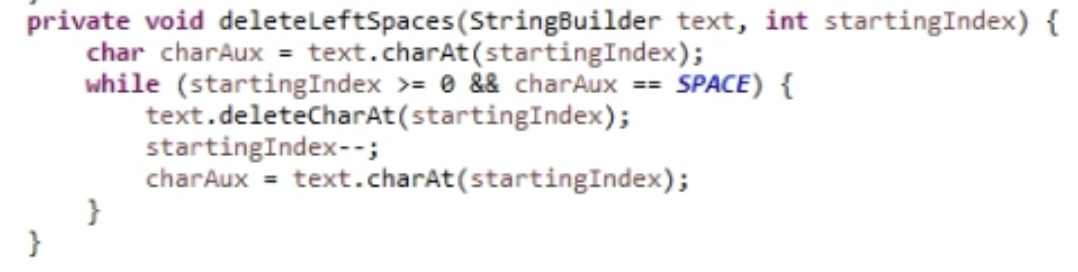 private void deleteLeftSpaces(StringBuilder text, int startingIndex) {
    char charAux = text.charAt(startingIndex);
    while (startingIndex >= 0 && charAux == SPACE) {
        text.deleteCharAt(startingIndex);
        startingIndex--;
        charAux = text.charAt(startingIndex);
    }
}